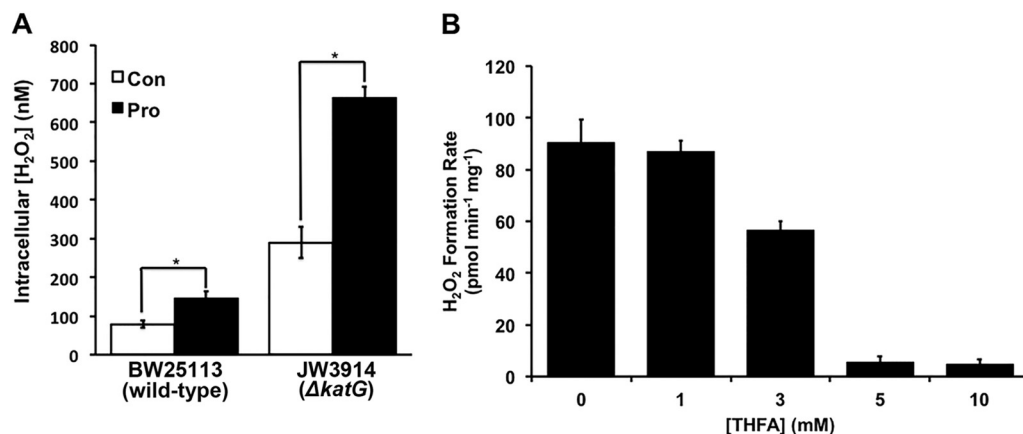 A
Intracellular [H₂O₂] (nM)
800
700
600
500
400
300
200
100
0
Con
Pro
*
*
BW25113
(wild-type)
JW3914
(ΔkatG)
B
H₂O₂ Formation Rate
(pmol min⁻¹ mg⁻¹)
120
100
80
60
40
20
0
0 1 3 5 10
[THFA] (mM)